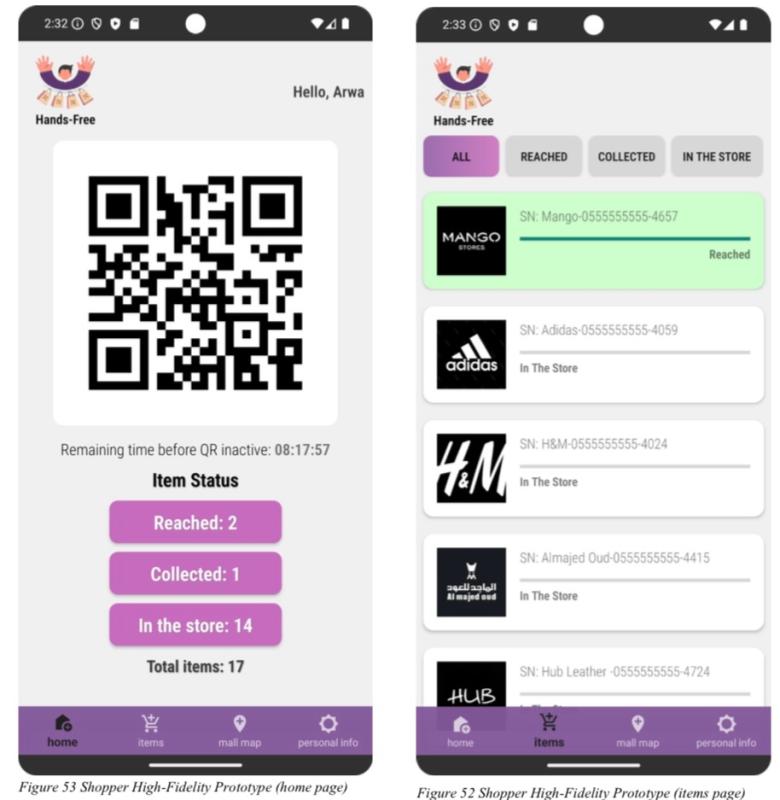 2:32
Hands-Free
Hello, Arwa
Remaining time before QR inactive: 08:17:57
Item Status
Reached: 2
Collected: 1
In the store: 14
Total items: 17
home
items
mall map
personal info
Figure 53 Shopper High-Fidelity Prototype (home page)
2:33
Hands-Free
ALL
REACHED
COLLECTED
IN THE STORE
MANGO
STORES
SN: Mango-0555555555-4657
Reached
adidas
SN: Adidas-0555555555-4059
In The Store
H&M
SN: H&M-0555555555-4024
In The Store
الماجد للعود
Al majed oud
SN: Almajed Oud-0555555555-4415
In The Store
HUB
SN: Hub Leather -0555555555-4724
home
items
mall map
personal info
Figure 52 Shopper High-Fidelity Prototype (items page)